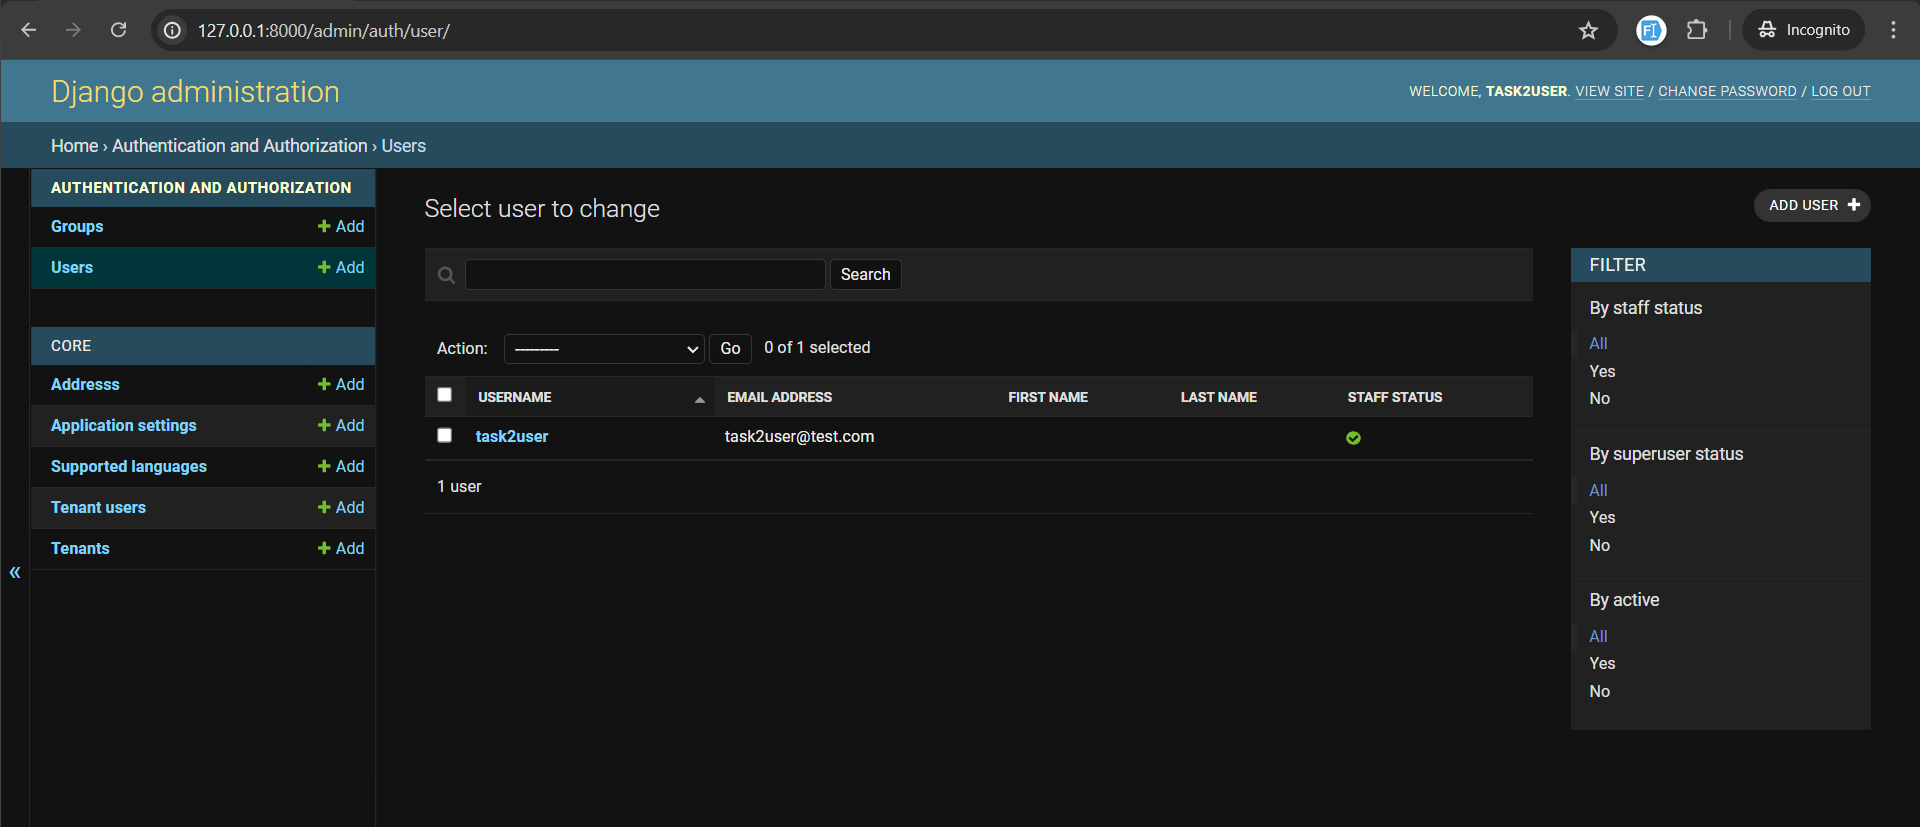 127.0.0.1:8000/admin/auth/user/
Incognito
Django administration
WELCOME, TASK2USER. VIEW SITE / CHANGE PASSWORD / LOG OUT
Home › Authentication and Authorization › Users
AUTHENTICATION AND AUTHORIZATION
Groups + Add
Users + Add
CORE
Addresss + Add
Application settings + Add
Supported languages + Add
Tenant users + Add
Tenants + Add
«
Select user to change
ADD USER +
Search
Action: --------- Go 0 of 1 selected
USERNAME EMAIL ADDRESS FIRST NAME LAST NAME STAFF STATUS
task2user task2user@test.com
1 user
FILTER
By staff status
All
Yes
No
By superuser status
All
Yes
No
By active
All
Yes
No